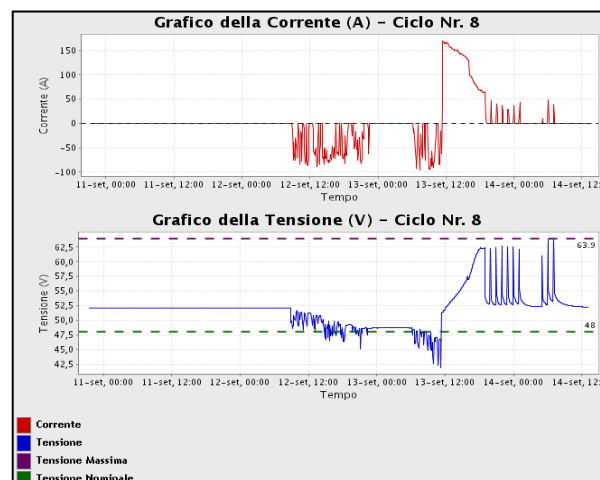 Grafico della Corrente (A) – Ciclo Nr. 8
Corrente (A)
150
100
50
0
-50
-100
11-set, 00:00 11-set, 12:00 12-set, 00:00 12-set, 12:00 13-set, 00:00 13-set, 12:00 14-set, 00:00 14-set, 12:
Tempo
Grafico della Tensione (V) – Ciclo Nr. 8
Tensione (V)
63.9
62,5
60,0
57,5
55,0
52,5
50,0
48
47,5
45,0
42,5
11-set, 00:00 11-set, 12:00 12-set, 00:00 12-set, 12:00 13-set, 00:00 13-set, 12:00 14-set, 00:00 14-set, 12:
Tempo
Corrente
Tensione
Tensione Massima
Tensione Nominale